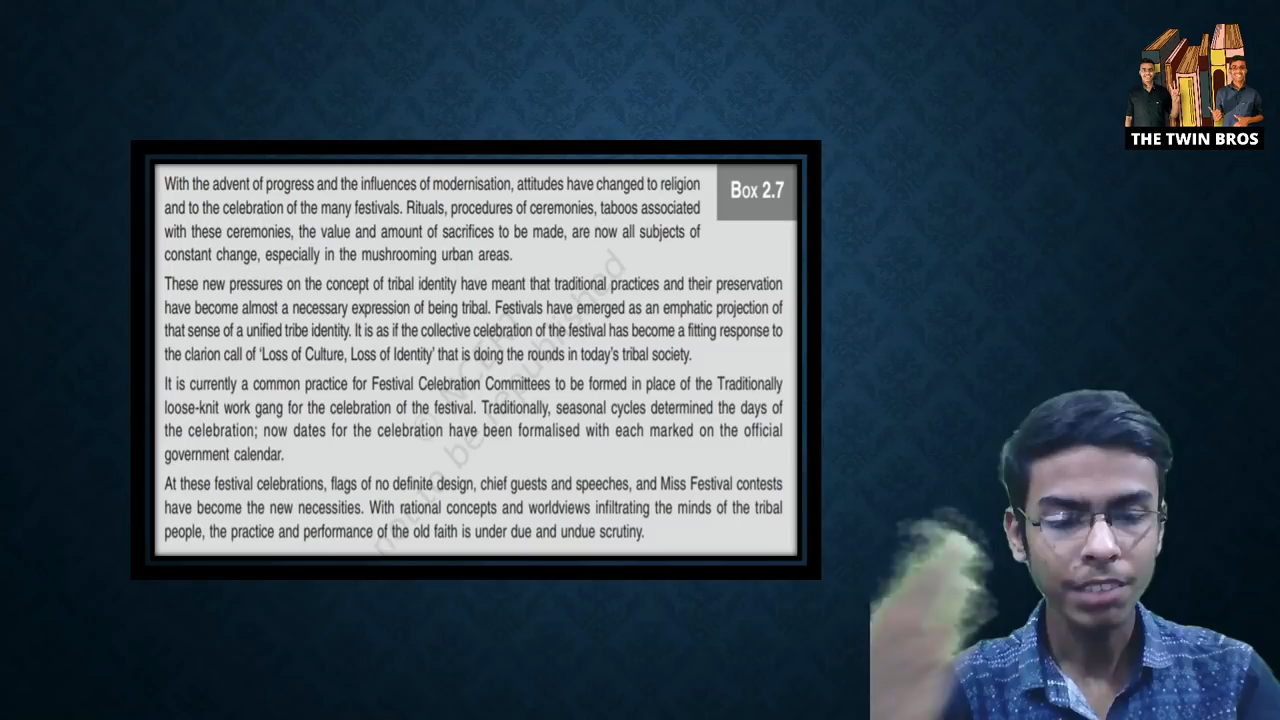 THE TWIN BROS
Box 2.7
With the advent of progress and the influences of modernisation, attitudes have changed to religion
and to the celebration of the many festivals. Rituals, procedures of ceremonies, taboos associated
with these ceremonies, the value and amount of sacrifices to be made, are now all subjects of
constant change, especially in the mushrooming urban areas.
These new pressures on the concept of tribal identity have meant that traditional practices and their preservation
have become almost a necessary expression of being tribal. Festivals have emerged as an emphatic projection of
that sense of a unified tribe identity. It is as if the collective celebration of the festival has become a fitting response to
the clarion call of ‘Loss of Culture, Loss of Identity’ that is doing the rounds in today’s tribal society.
It is currently a common practice for Festival Celebration Committees to be formed in place of the Traditionally
loose-knit work gang for the celebration of the festival. Traditionally, seasonal cycles determined the days of
the celebration; now dates for the celebration have been formalised with each marked on the official
government calendar.
At these festival celebrations, flags of no definite design, chief guests and speeches, and Miss Festival contests
have become the new necessities. With rational concepts and worldviews infiltrating the minds of the tribal
people, the practice and performance of the old faith is under due and undue scrutiny.
© NCERT
not to be republished